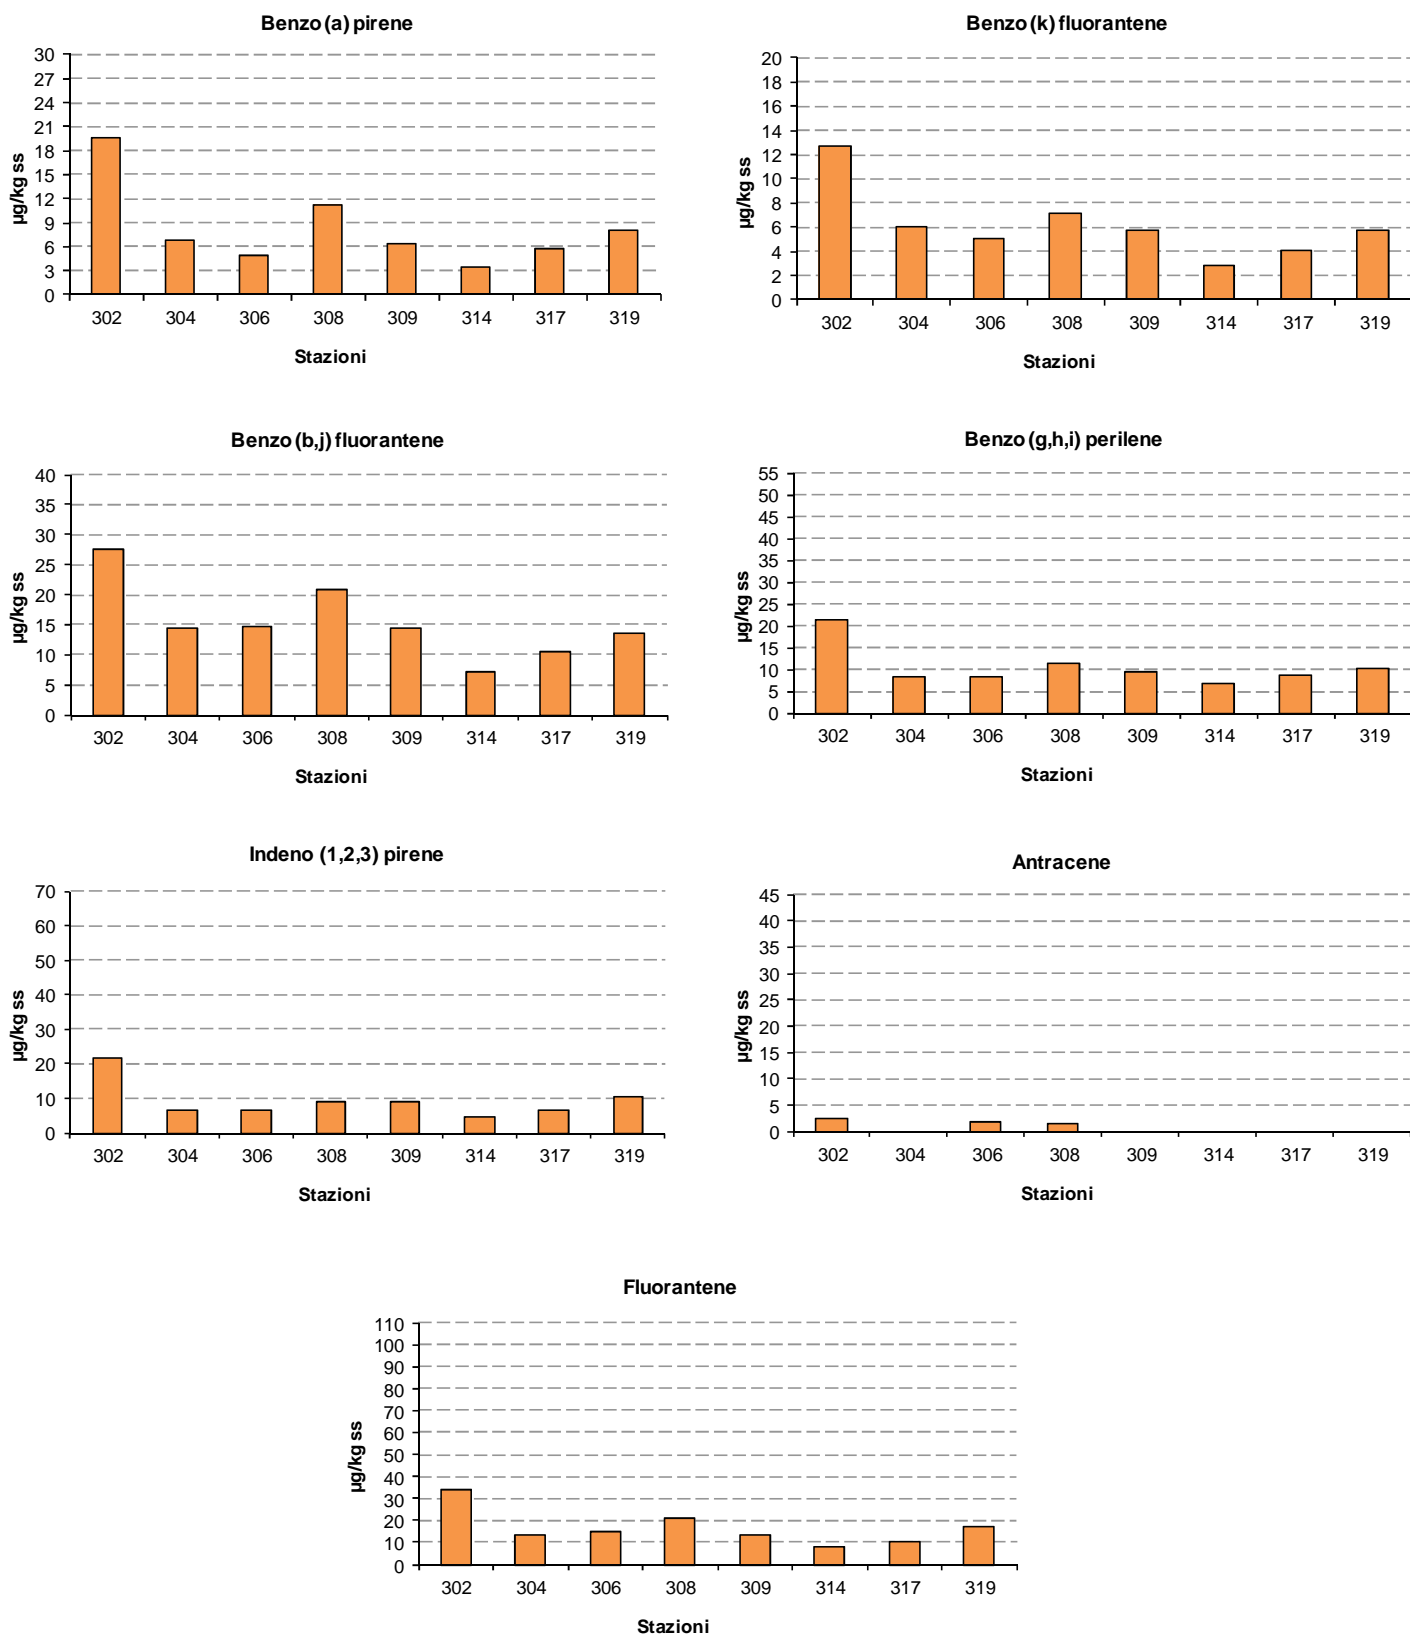 Benzo (a) pirene
30
27
24
21
18
15
12
9
6
3
0
µg/kg ss
302 304 306 308 309 314 317 319
Stazioni
Benzo (k) fluorantene
20
18
16
14
12
10
8
6
4
2
0
µg/kg ss
302 304 306 308 309 314 317 319
Stazioni
Benzo (b,j) fluorantene
40
35
30
25
20
15
10
5
0
µg/kg ss
302 304 306 308 309 314 317 319
Stazioni
Benzo (g,h,i) perilene
55
50
45
40
35
30
25
20
15
10
5
0
µg/kg ss
302 304 306 308 309 314 317 319
Stazioni
Indeno (1,2,3) pirene
70
60
50
40
30
20
10
0
µg/kg ss
302 304 306 308 309 314 317 319
Stazioni
Antracene
45
40
35
30
25
20
15
10
5
0
µg/kg ss
302 304 306 308 309 314 317 319
Stazioni
Fluorantene
110
100
90
80
70
60
50
40
30
20
10
0
µg/kg ss
302 304 306 308 309 314 317 319
Stazioni